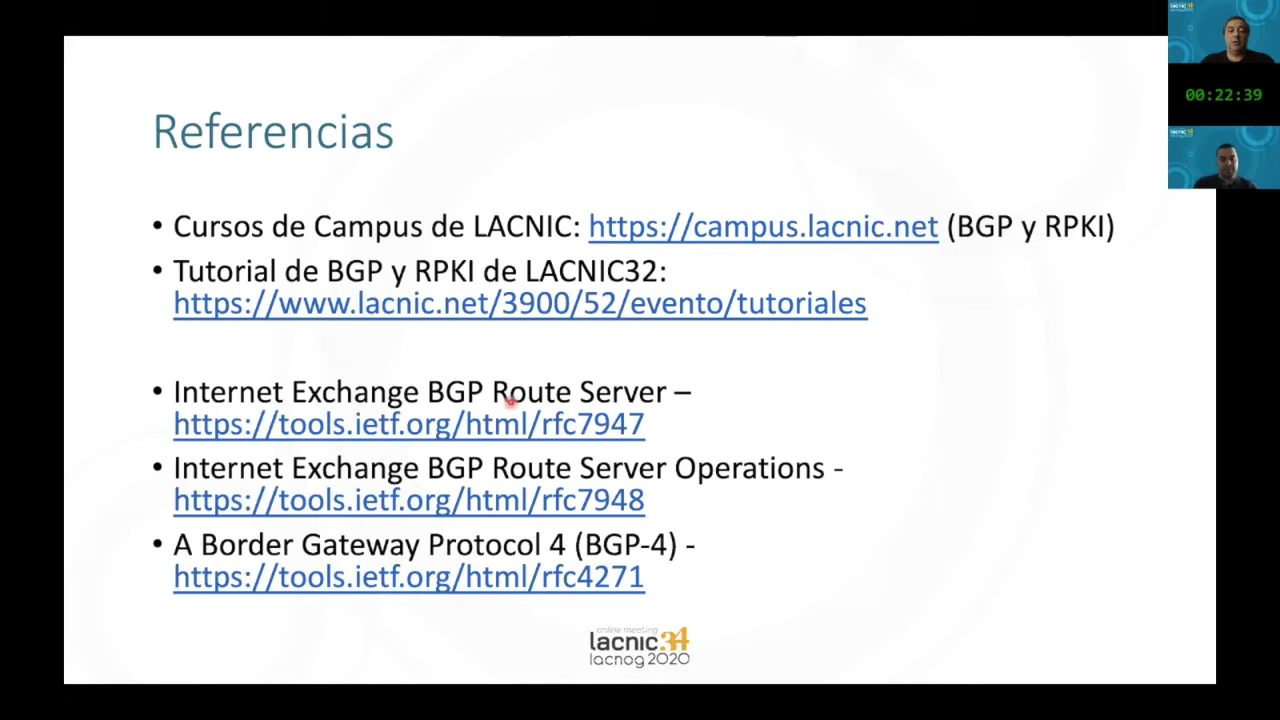 Referencias
• Cursos de Campus de LACNIC: https://campus.lacnic.net (BGP y RPKI)
• Tutorial de BGP y RPKI de LACNIC32:
https://www.lacnic.net/3900/52/evento/tutoriales
• Internet Exchange BGP Route Server –
https://tools.ietf.org/html/rfc7947
• Internet Exchange BGP Route Server Operations -
https://tools.ietf.org/html/rfc7948
• A Border Gateway Protocol 4 (BGP-4) -
https://tools.ietf.org/html/rfc4271
online meeting
lacnic34
lacnog2020
00:22:39